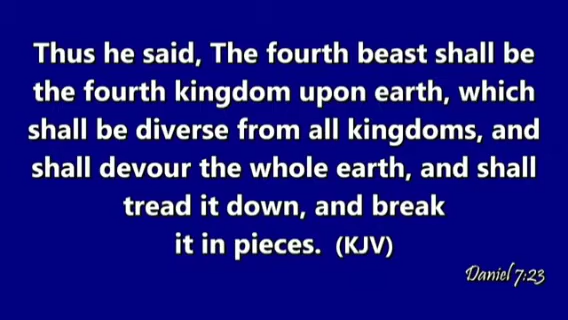 Thus he said, The fourth beast shall be
the fourth kingdom upon earth, which
shall be diverse from all kingdoms, and
shall devour the whole earth, and shall
tread it down, and break
it in pieces.  (KJV)
Daniel 7:23